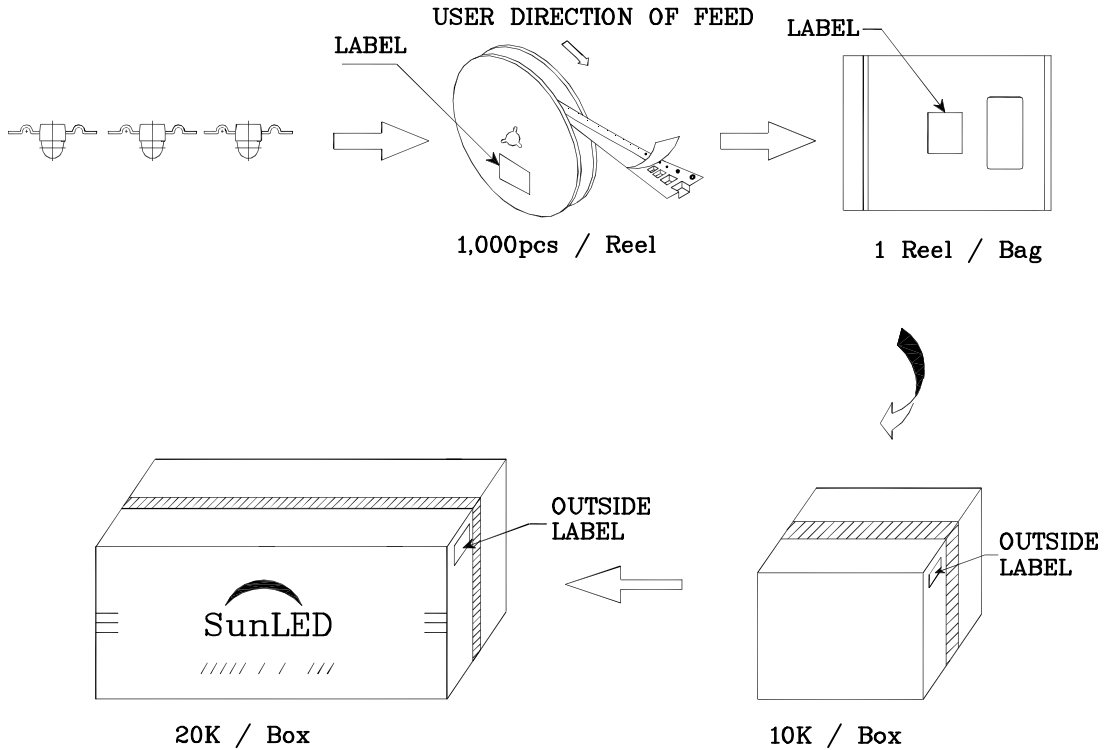 USER DIRECTION OF FEED
LABEL
LABEL
1,000pcs / Reel
1 Reel / Bag
OUTSIDE
LABEL
OUTSIDE
LABEL
SunLED
20K / Box
10K / Box